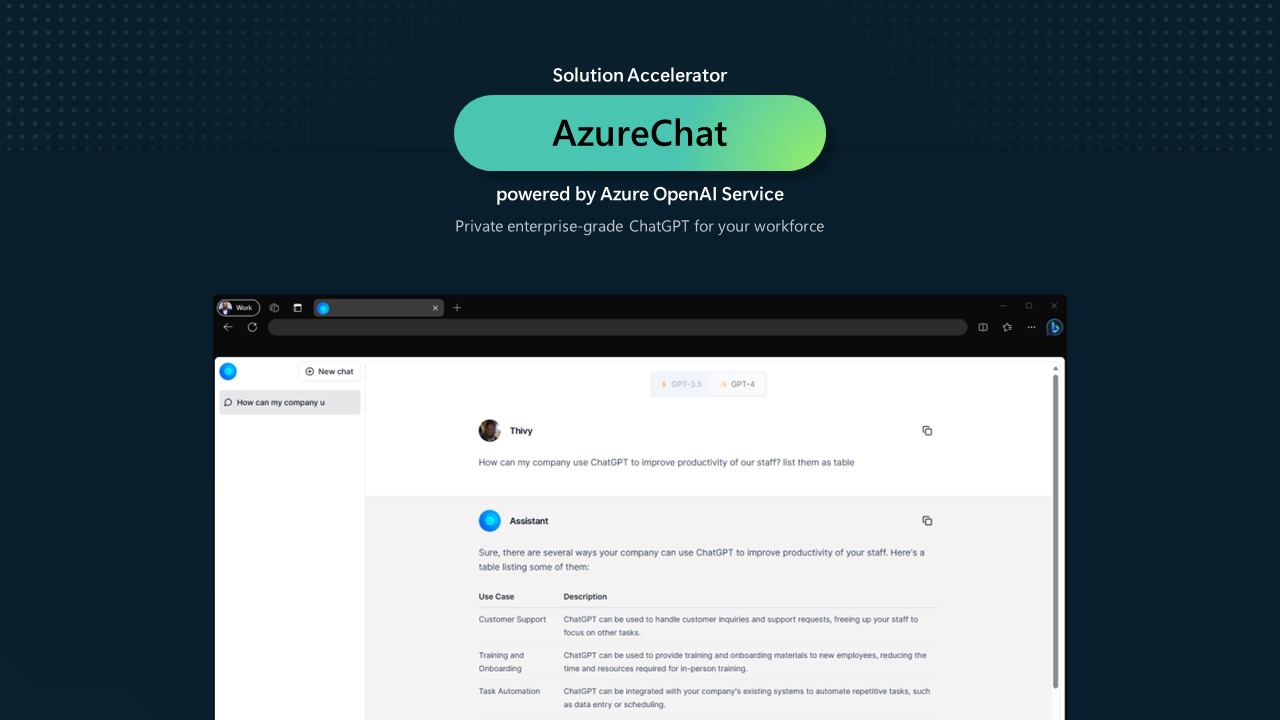 Solution Accelerator
AzureChat
powered by Azure OpenAI Service
Private enterprise-grade ChatGPT for your workforce
Work
New chat
How can my company u
GPT-3.5 GPT-4
Thivy
How can my company use ChatGPT to improve productivity of our staff? list them as table
Assistant
Sure, there are several ways your company can use ChatGPT to improve productivity of your staff. Here's a
table listing some of them:
Use Case Description
Customer Support ChatGPT can be used to handle customer inquiries and support requests, freeing up your staff to
focus on other tasks.
Training and ChatGPT can be used to provide training and onboarding materials to new employees, reducing the
Onboarding time and resources required for in-person training.
Task Automation ChatGPT can be integrated with your company's existing systems to automate repetitive tasks, such
as data entry or scheduling.